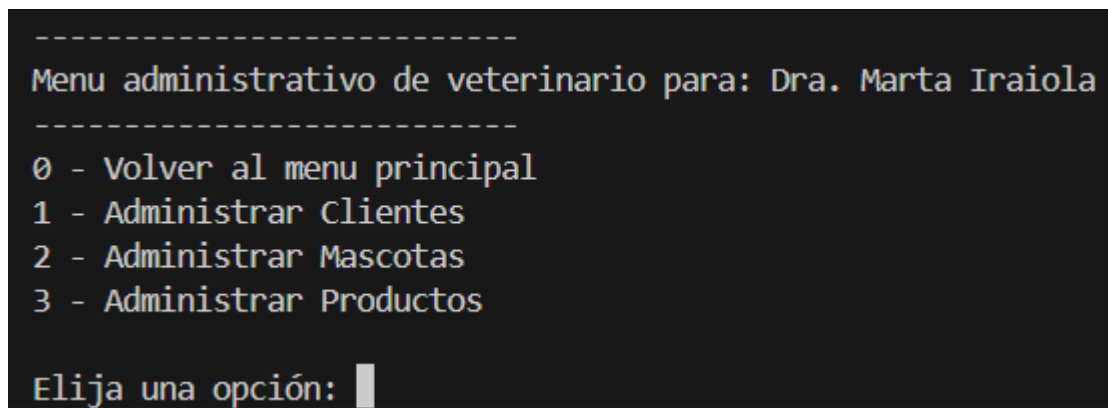 ---------------------------
Menu administrativo de veterinario para: Dra. Marta Iraiola
---------------------------
0 - Volver al menu principal
1 - Administrar Clientes
2 - Administrar Mascotas
3 - Administrar Productos
Elija una opción: